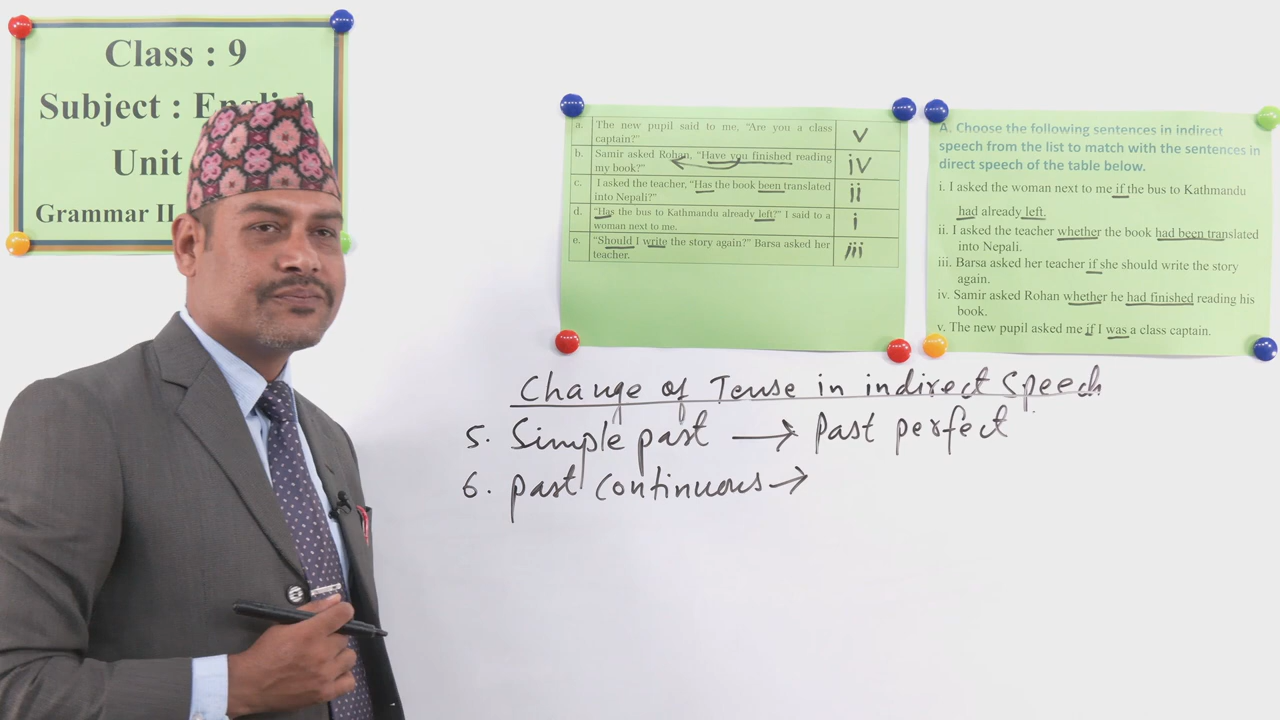 Class : 9
Subject : English
Unit
Grammar II
a. The new pupil said to me, “Are you a class
captain?” v
b. Samir asked Rohan, “Have you finished reading
my book?” iv
c. I asked the teacher, “Has the book been translated
into Nepali?” ii
d. “Has the bus to Kathmandu already left?” I said to a
woman next to me. i
e. “Should I write the story again?” Barsa asked her
teacher. iii
A. Choose the following sentences in indirect
speech from the list to match with the sentences in
direct speech of the table below.
i. I asked the woman next to me if the bus to Kathmandu
had already left.
ii. I asked the teacher whether the book had been translated
into Nepali.
iii. Barsa asked her teacher if she should write the story
again.
iv. Samir asked Rohan whether he had finished reading his
book.
v. The new pupil asked me if I was a class captain.
Change of Tense in indirect Speech
5. Simple past → Past perfect
6. past continuous →